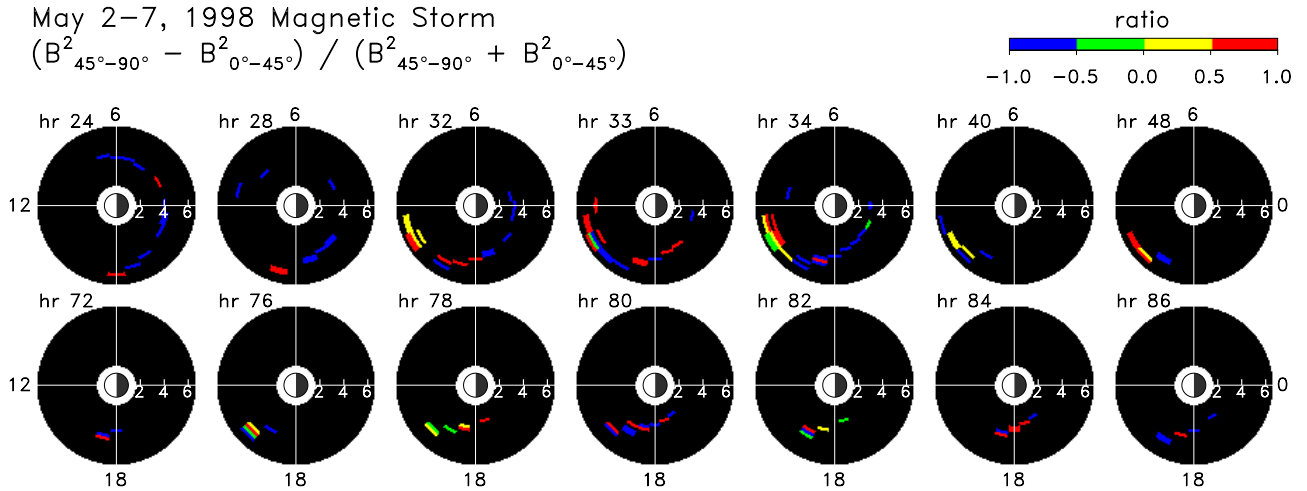 May 2-7, 1998 Magnetic Storm
(B²45°-90° - B²0°-45°) / (B²45°-90° + B²0°-45°)
ratio
-1.0 -0.5 0.0 0.5 1.0
hr 24 6 hr 28 6 hr 32 6 hr 33 6 hr 34 6 hr 40 6 hr 48 6
12 2 4 6 2 4 6 2 4 6 2 4 6 2 4 6 2 4 6 2 4 6 0
hr 72 hr 76 hr 78 hr 80 hr 82 hr 84 hr 86
12 2 4 6 2 4 6 2 4 6 2 4 6 2 4 6 2 4 6 2 4 6 0
18 18 18 18 18 18 18